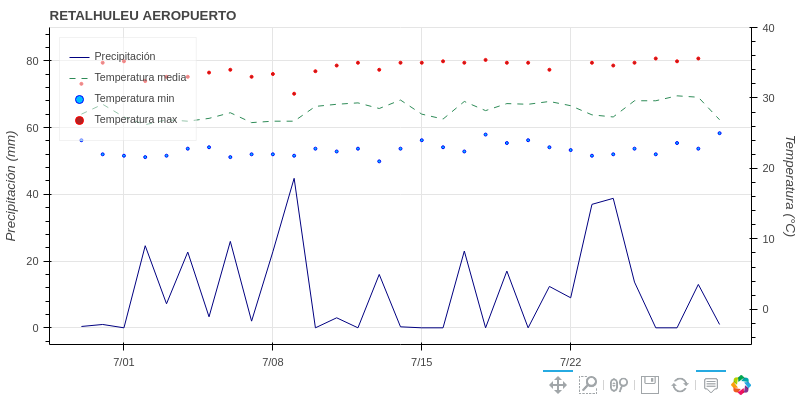 RETALHULEU AEROPUERTO
Precipitación
Temperatura media
Temperatura min
Temperatura max
Precipitación (mm)
80
60
40
20
0
Temperatura (°C)
40
30
20
10
0
7/01
7/08
7/15
7/22